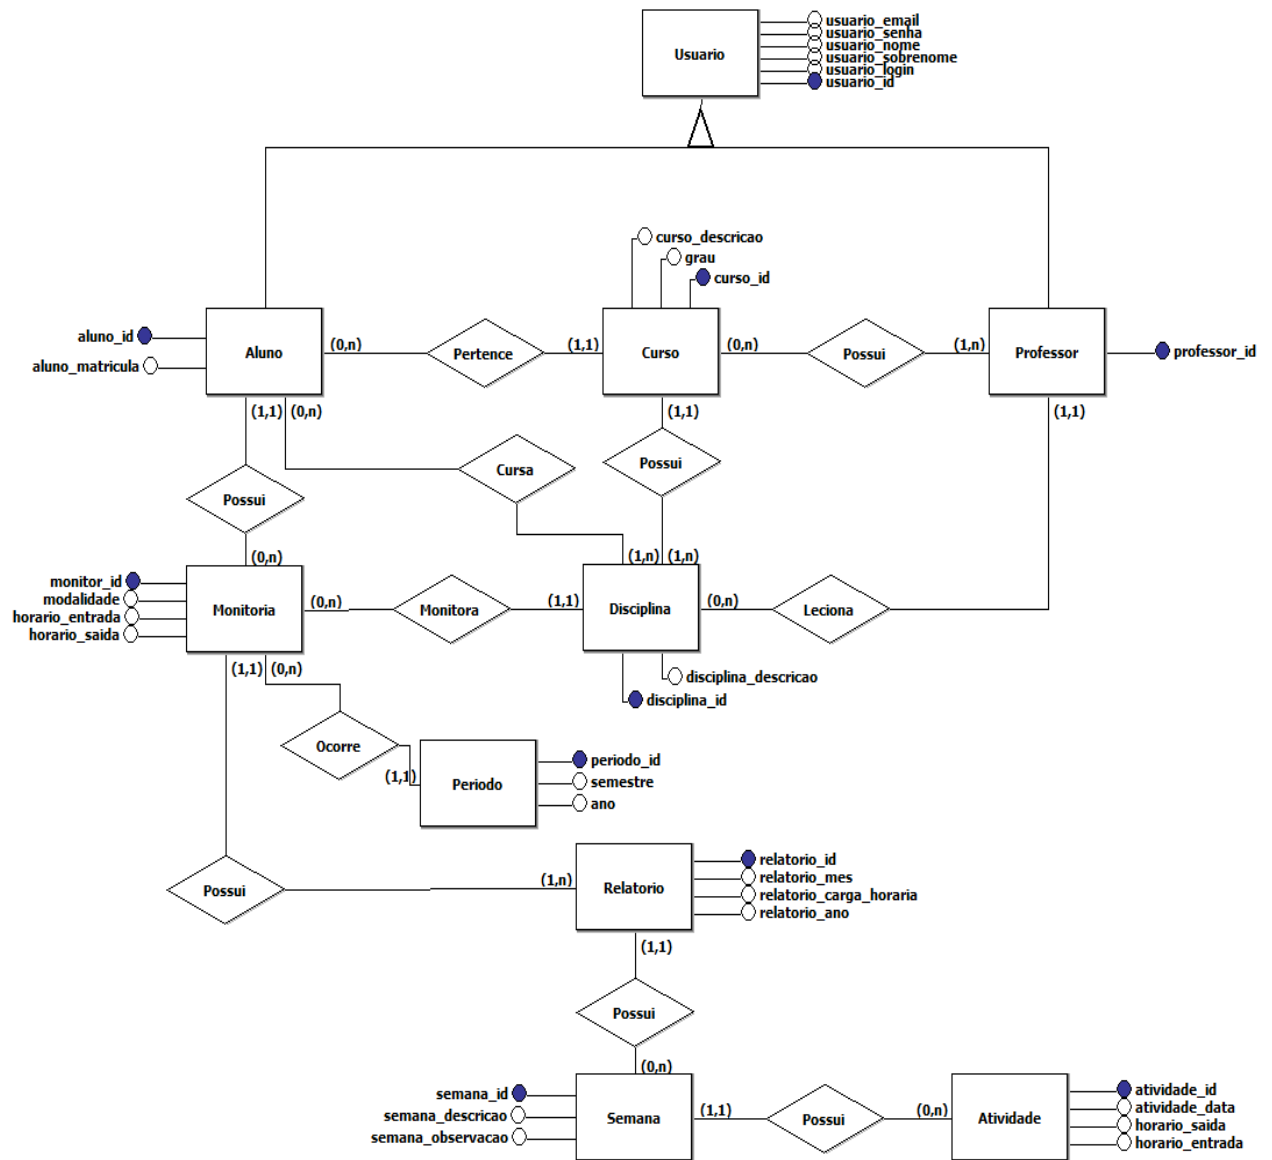 usuario_email
usuario_senha
usuario_nome
usuario_sobrenome
usuario_login
usuario_id
Usuario
curso_descricao
grau
curso_id
aluno_id
aluno_matricula
Aluno
(0,n)
Pertence
(1,1)
Curso
(0,n)
Possui
(1,n)
Professor
professor_id
(1,1)
(0,n)
(1,1)
(1,1)
Cursa
Possui
Possui
(0,n)
(1,n)
(1,n)
monitor_id
modalidade
horario_entrada
horario_saida
Monitoria
(0,n)
Monitora
(1,1)
Disciplina
(0,n)
Leciona
(1,1)
(0,n)
disciplina_descricao
disciplina_id
Ocorre
(1,1)
Periodo
periodo_id
semestre
ano
Possui
(1,n)
Relatorio
relatorio_id
relatorio_mes
relatorio_carga_horaria
relatorio_ano
(1,1)
Possui
(0,n)
semana_id
semana_descricao
semana_observacao
Semana
(1,1)
Possui
(0,n)
Atividade
atividade_id
atividade_data
horario_saida
horario_entrada